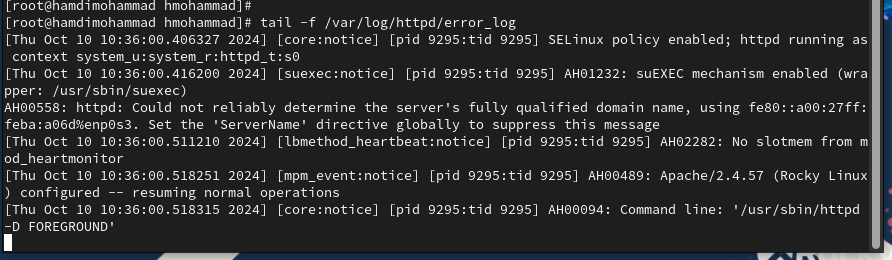 [root@hamdimohammad hmohammad]#
[root@hamdimohammad hmohammad]# tail -f /var/log/httpd/error_log
[Thu Oct 10 10:36:00.406327 2024] [core:notice] [pid 9295:tid 9295] SELinux policy enabled; httpd running as
 context system_u:system_r:httpd_t:s0
[Thu Oct 10 10:36:00.416200 2024] [suexec:notice] [pid 9295:tid 9295] AH01232: suEXEC mechanism enabled (wra
pper: /usr/sbin/suexec)
AH00558: httpd: Could not reliably determine the server's fully qualified domain name, using fe80::a00:27ff:
feba:a06d%enp0s3. Set the 'ServerName' directive globally to suppress this message
[Thu Oct 10 10:36:00.511210 2024] [lbmethod_heartbeat:notice] [pid 9295:tid 9295] AH02282: No slotmem from m
od_heartmonitor
[Thu Oct 10 10:36:00.518251 2024] [mpm_event:notice] [pid 9295:tid 9295] AH00489: Apache/2.4.57 (Rocky Linux
) configured -- resuming normal operations
[Thu Oct 10 10:36:00.518315 2024] [core:notice] [pid 9295:tid 9295] AH00094: Command line: '/usr/sbin/httpd
-D FOREGROUND'